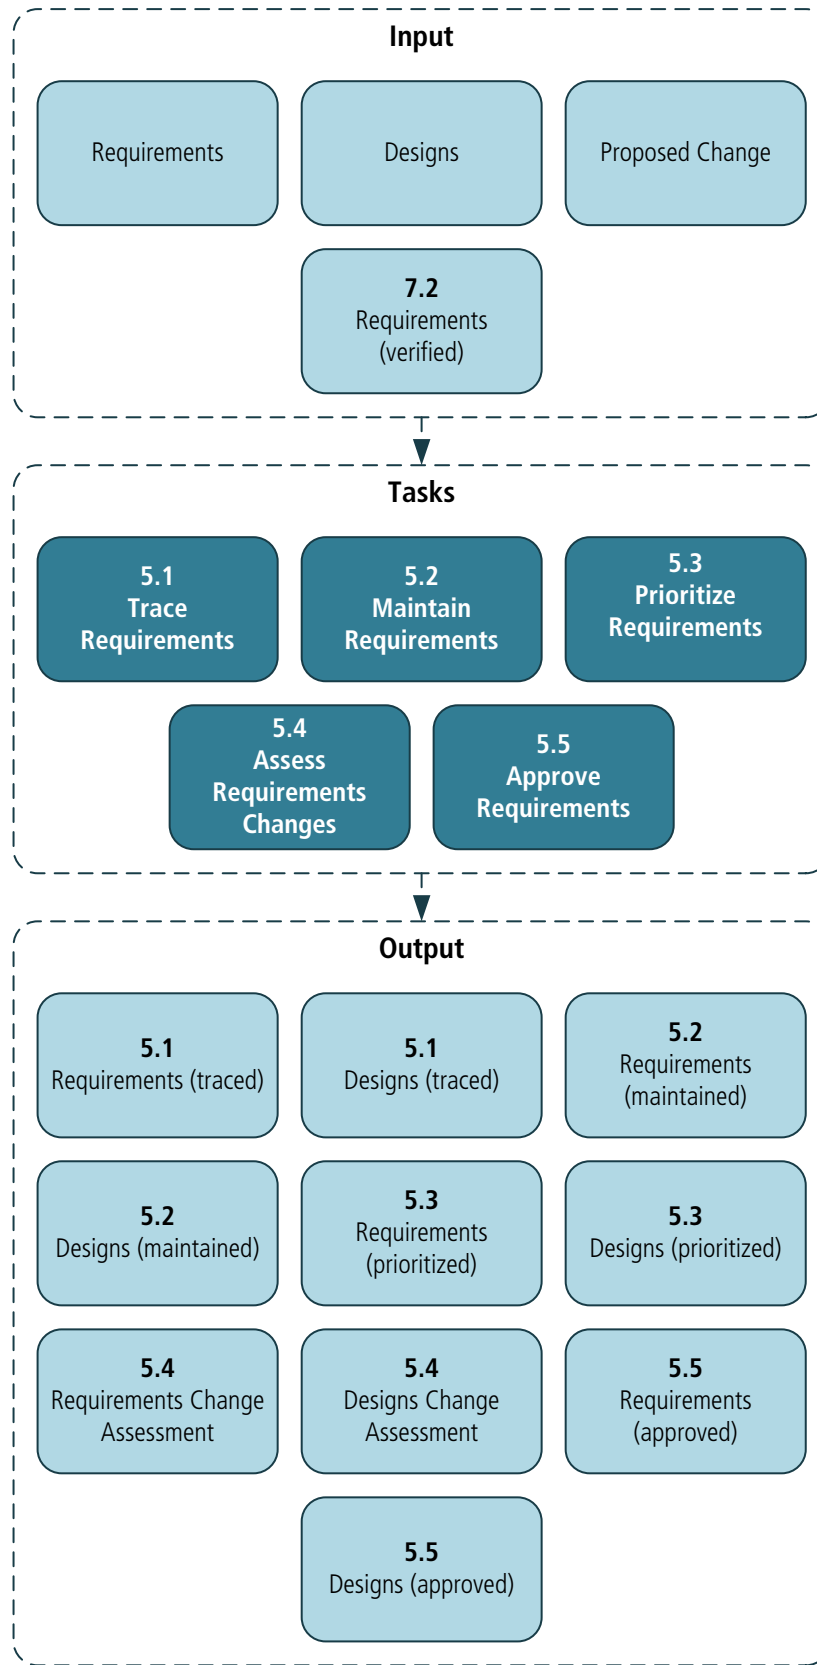 Input
Requirements
Designs
Proposed Change
7.2
Requirements
(verified)
Tasks
5.1
Trace
Requirements
5.2
Maintain
Requirements
5.3
Prioritize
Requirements
5.4
Assess
Requirements
Changes
5.5
Approve
Requirements
Output
5.1
Requirements (traced)
5.1
Designs (traced)
5.2
Requirements
(maintained)
5.2
Designs (maintained)
5.3
Requirements
(prioritized)
5.3
Designs (prioritized)
5.4
Requirements Change
Assessment
5.4
Designs Change
Assessment
5.5
Requirements
(approved)
5.5
Designs (approved)